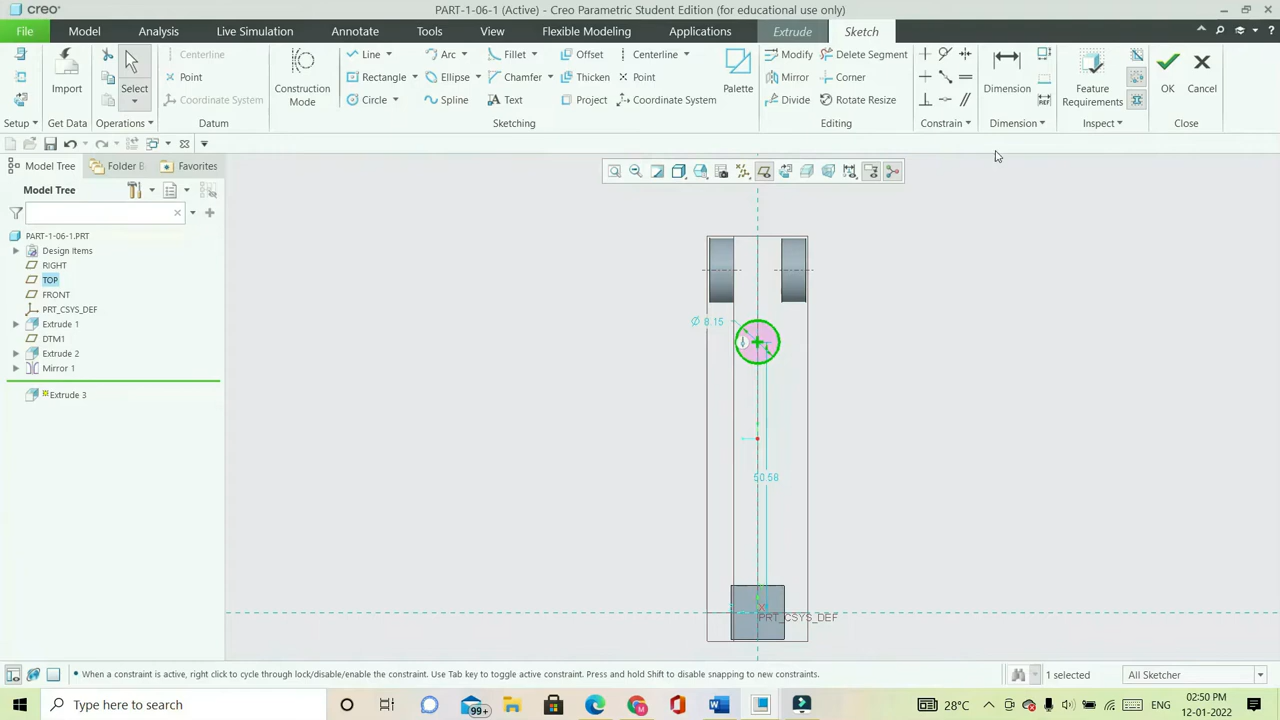 creo
PART-1-06-1 (Active) - Creo Parametric Student Edition (for educational use only)
File Model Analysis Live Simulation Annotate Tools View Flexible Modeling Applications Extrude Sketch
Import Select Centerline Point Coordinate System Construction Mode
Line Arc Fillet Offset Centerline
Rectangle Ellipse Chamfer Thicken Point
Circle Spline Text Project Coordinate System
Palette
Modify Delete Segment
Mirror Corner
Divide Rotate Resize
Dimension
Feature Requirements
OK Cancel
Setup Get Data Operations Datum Sketching Editing Constrain Dimension Inspect Close
Model Tree Folder B Favorites
Model Tree
PART-1-06-1.PRT
Design Items
RIGHT
TOP
FRONT
PRT_CSYS_DEF
Extrude 1
DTM1
Extrude 2
Mirror 1
Extrude 3
Ø 8.15
50.58
PRT_CSYS_DEF
When a constraint is active, right click to cycle through lock/disable/enable the constraint. Use Tab key to toggle active constraint. Press and hold Shift to disable snapping to new constraints.
1 selected
All Sketcher
Type here to search
99+
28°C
ENG
02:50 PM
12-01-2022